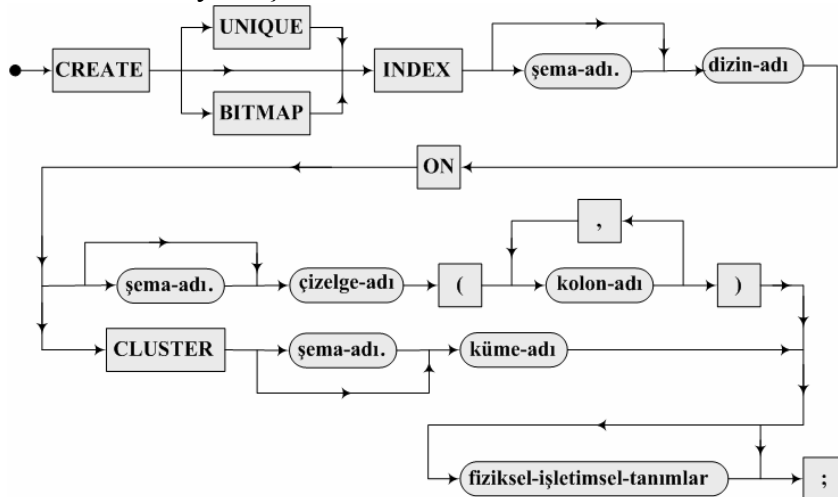 UNIQUE
CREATE INDEX şema-adı. dizin-adı
BITMAP
ON
,
şema-adı. çizelge-adı ( kolon-adı )
CLUSTER şema-adı. küme-adı
fiziksel-işletimsel-tanımlar ;